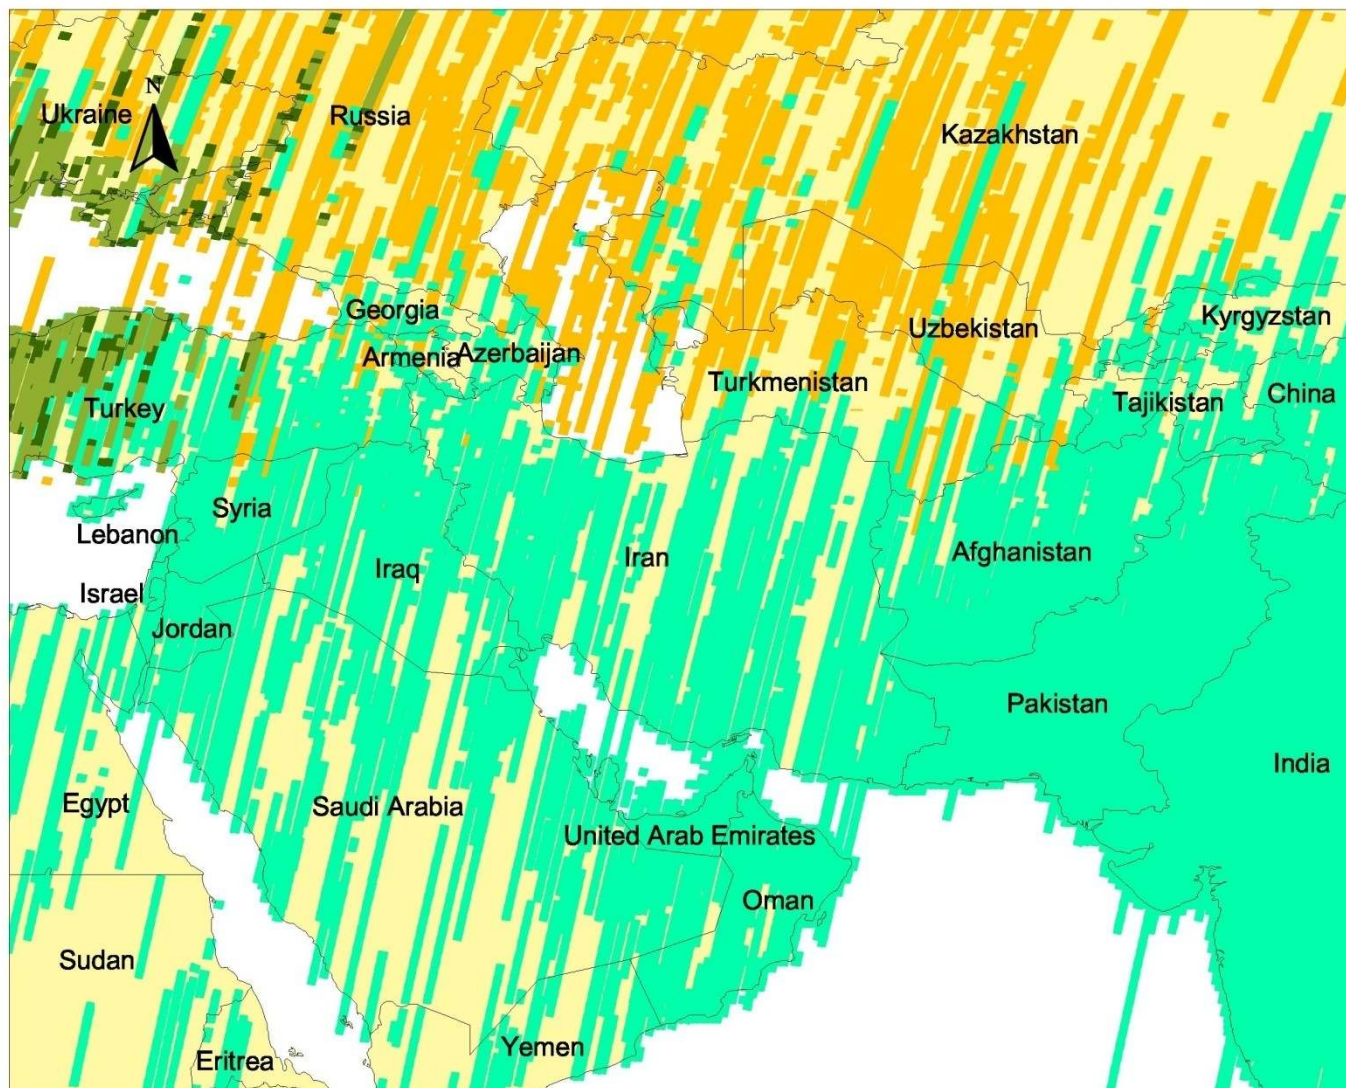 N
Ukraine
Russia
Kazakhstan
Georgia
Kyrgyzstan
Uzbekistan
Armenia
Azerbaijan
Turkmenistan
China
Tajikistan
Turkey
Syria
Lebanon
Afghanistan
Iran
Iraq
Israel
Jordan
Pakistan
India
Egypt
Saudi Arabia
United Arab Emirates
Oman
Sudan
Yemen
Eritrea